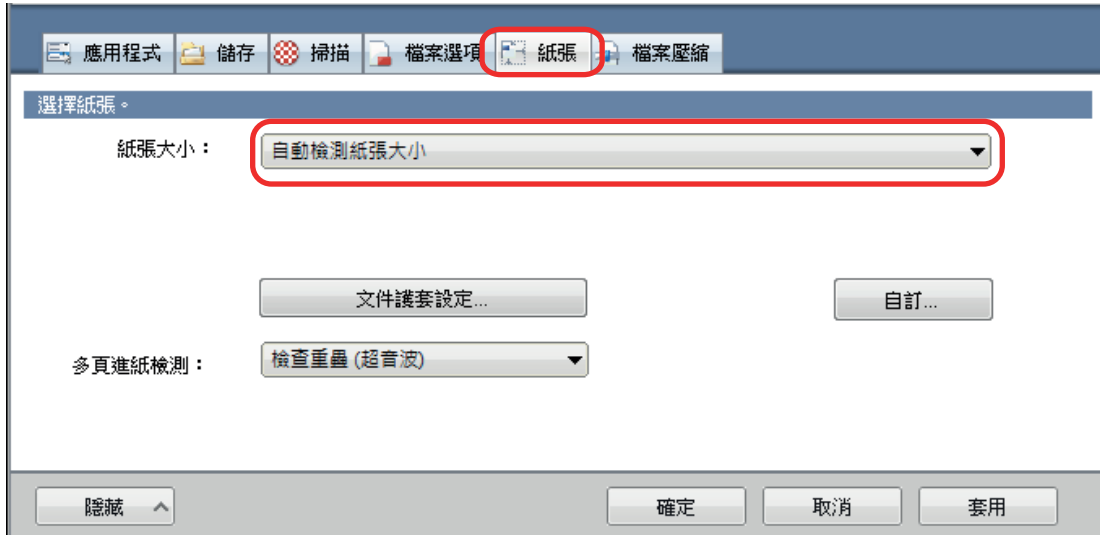 應用程式 儲存 掃描 檔案選項 紙張 檔案壓縮
選擇紙張。
紙張大小： 自動檢測紙張大小
文件護套設定... 自訂...
多頁進紙檢測： 檢查重疊 (超音波)
隱藏 確定 取消 套用